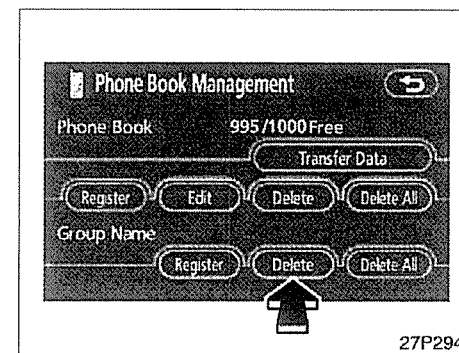 Phone Book Management
Phone Book 995/1000 Free
Transfer Data
Register Edit Delete Delete All
Group Name
Register Delete Delete All
27P294